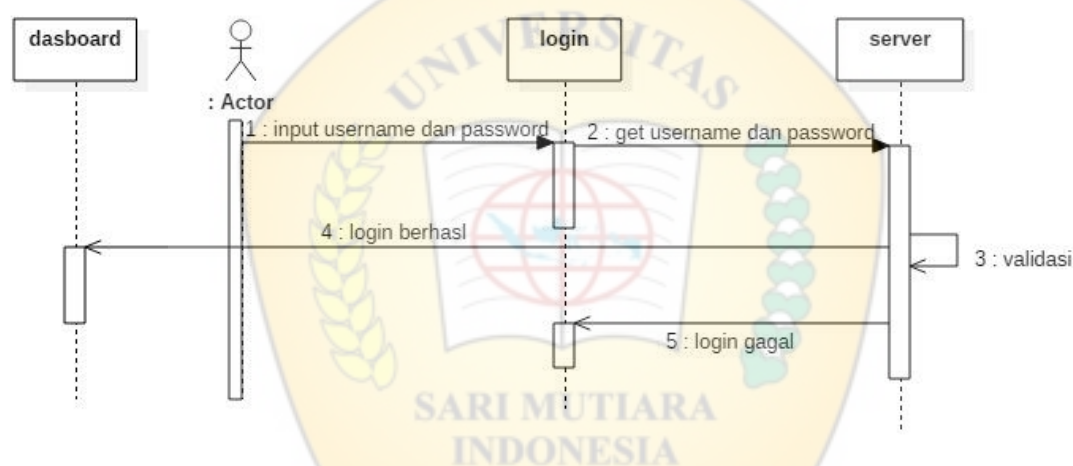 dasboard
: Actor
login
server
1 : input username dan password
2 : get username dan password
3 : validasi
4 : login berhasl
5 : login gagal
UNIVERSITAS
SARI MUTIARA
INDONESIA